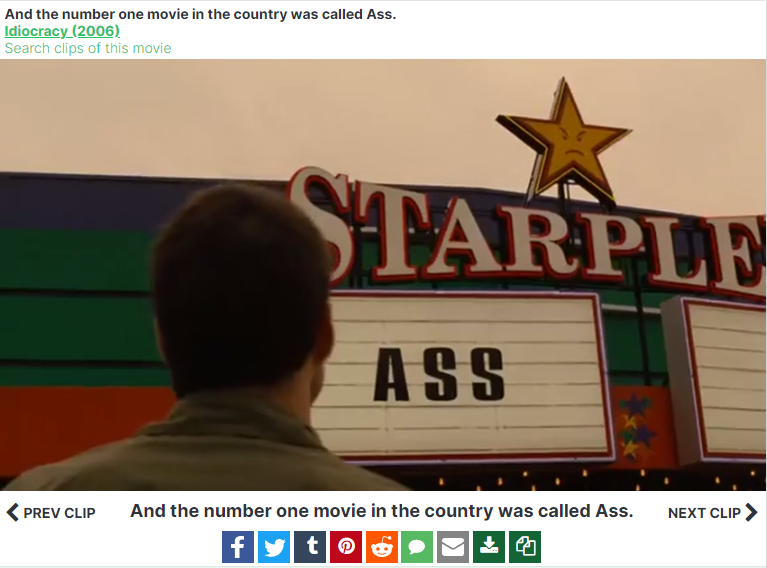 And the number one movie in the country was called Ass.
Idiocracy (2006)
Search clips of this movie
STARPLE
ASS
PREV CLIP
And the number one movie in the country was called Ass.
NEXT CLIP